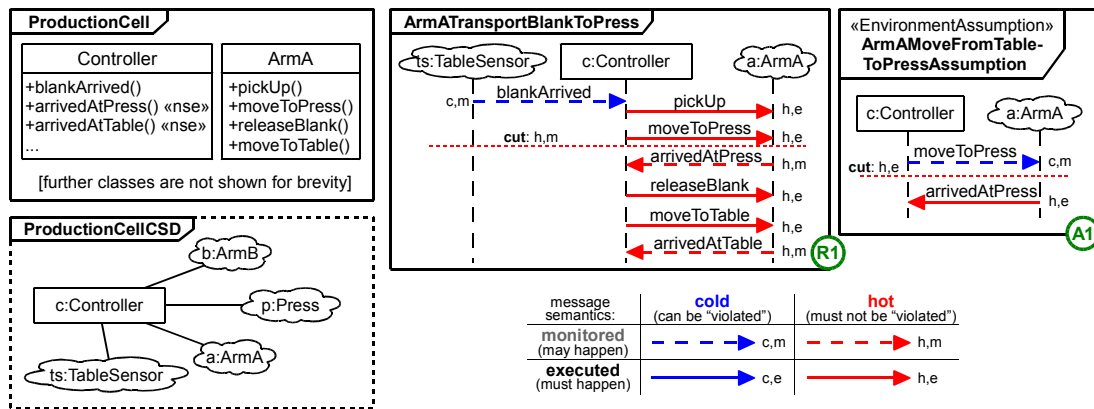 ProductionCell
Controller
+blankArrived()
+arrivedAtPress() «nse»
+arrivedAtTable() «nse»
...
ArmA
+pickUp()
+moveToPress()
+releaseBlank()
+moveToTable()
[further classes are not shown for brevity]
ProductionCellCSD
b:ArmB
c:Controller
p:Press
a:ArmA
ts:TableSensor
ArmATransportBlankToPress
ts:TableSensor
c:Controller
a:ArmA
c,m
blankArrived
pickUp
h,e
cut: h,m
moveToPress
h,e
arrivedAtPress
h,m
releaseBlank
h,e
moveToTable
h,e
arrivedAtTable
h,m
R1
«EnvironmentAssumption»
ArmAMoveFromTable-
ToPressAssumption
c:Controller
a:ArmA
moveToPress
c,m
cut: h,e
arrivedAtPress
h,e
A1
message
semantics:
cold
(can be “violated”)
hot
(must not be “violated”)
monitored
(may happen)
c,m
h,m
executed
(must happen)
c,e
h,e